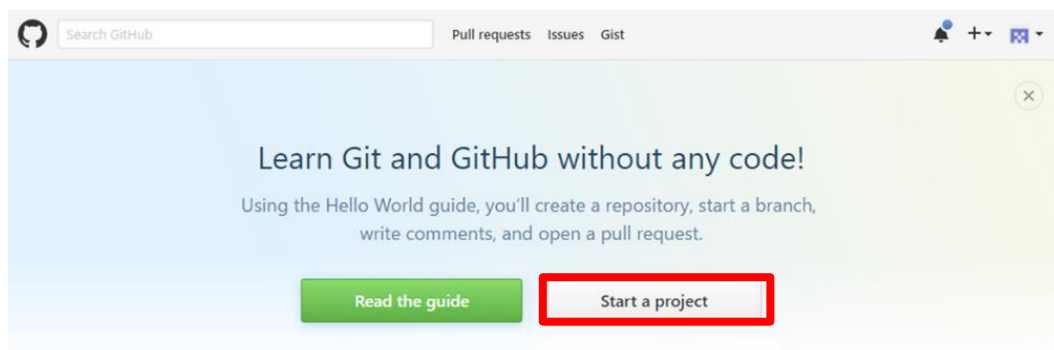 Search GitHub Pull requests Issues Gist
Learn Git and GitHub without any code!
Using the Hello World guide, you'll create a repository, start a branch,
write comments, and open a pull request.
Read the guide Start a project